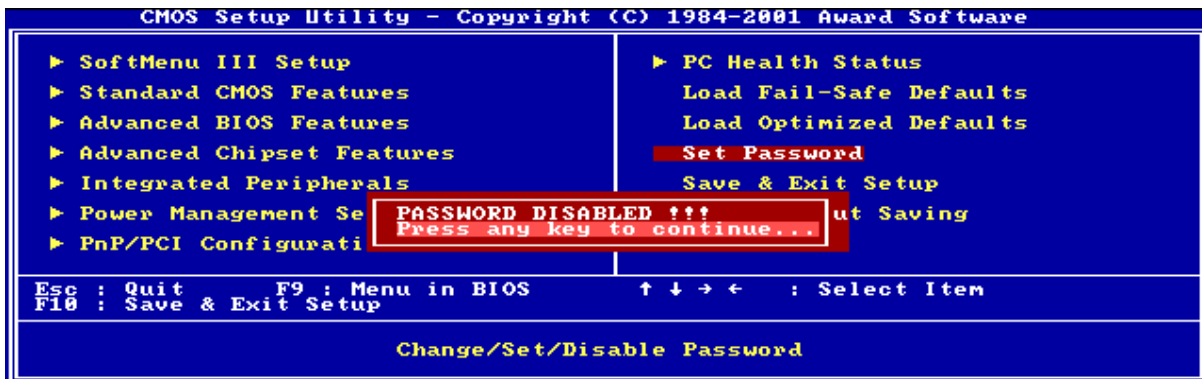 CMOS Setup Utility - Copyright (C) 1984-2001 Award Software
► SoftMenu III Setup
► Standard CMOS Features
► Advanced BIOS Features
► Advanced Chipset Features
► Integrated Peripherals
► Power Management Se
► PnP/PCI Configurati
► PC Health Status
Load Fail-Safe Defaults
Load Optimized Defaults
Set Password
Save & Exit Setup
ut Saving
PASSWORD DISABLED !!!
Press any key to continue...
Esc : Quit F9 : Menu in BIOS ↑ ↓ → ← : Select Item
F10 : Save & Exit Setup
Change/Set/Disable Password